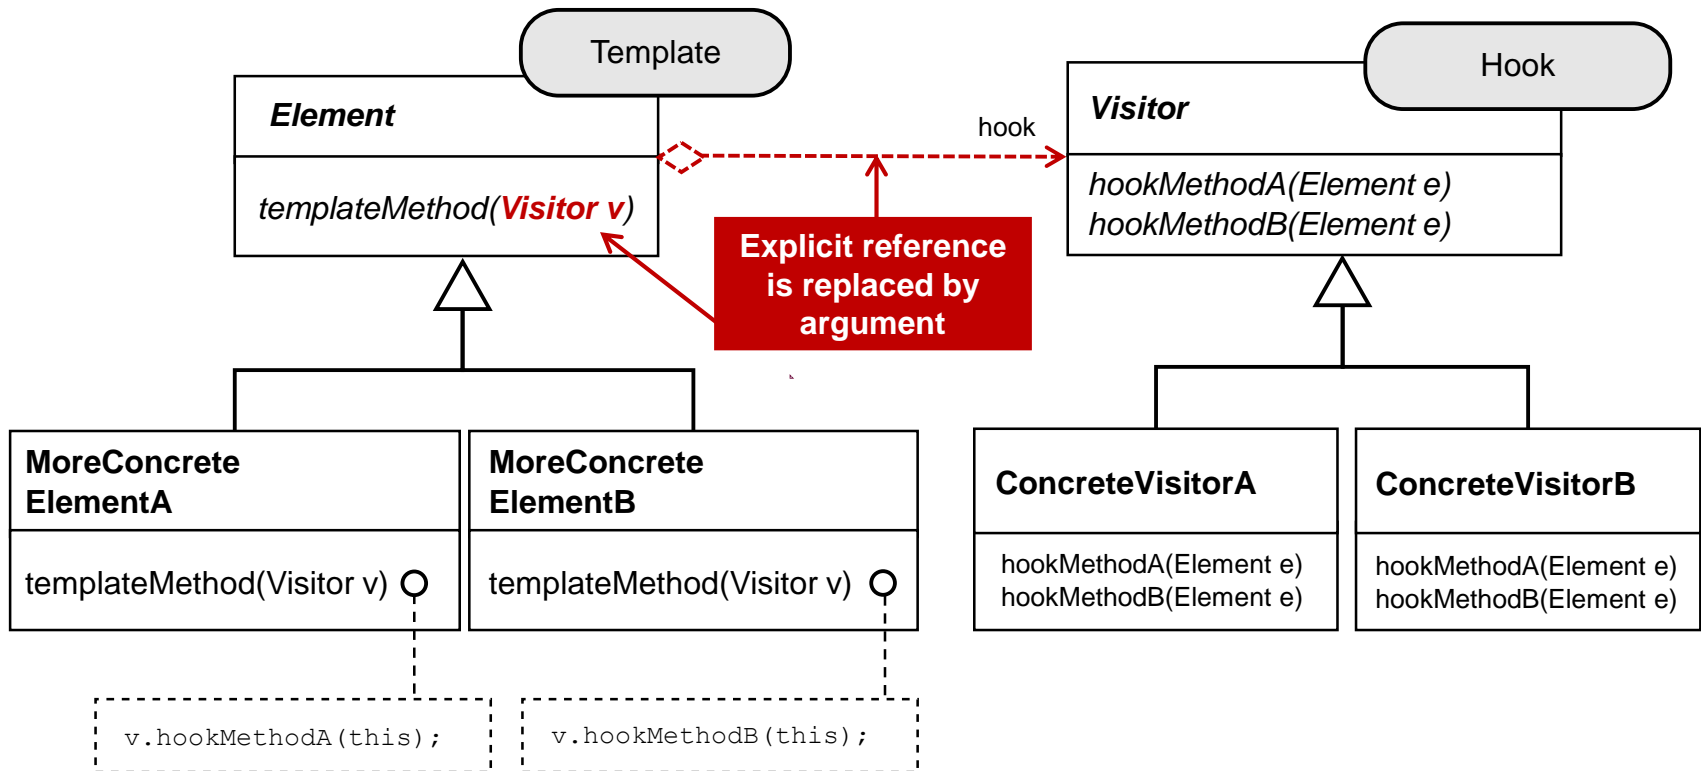 Template
Hook
Element
hook
Visitor
templateMethod(Visitor v)
hookMethodA(Element e)
hookMethodB(Element e)
Explicit reference
is replaced by
argument
MoreConcrete
ElementA
templateMethod(Visitor v)
MoreConcrete
ElementB
templateMethod(Visitor v)
ConcreteVisitorA
hookMethodA(Element e)
hookMethodB(Element e)
ConcreteVisitorB
hookMethodA(Element e)
hookMethodB(Element e)
v.hookMethodA(this);
v.hookMethodB(this);